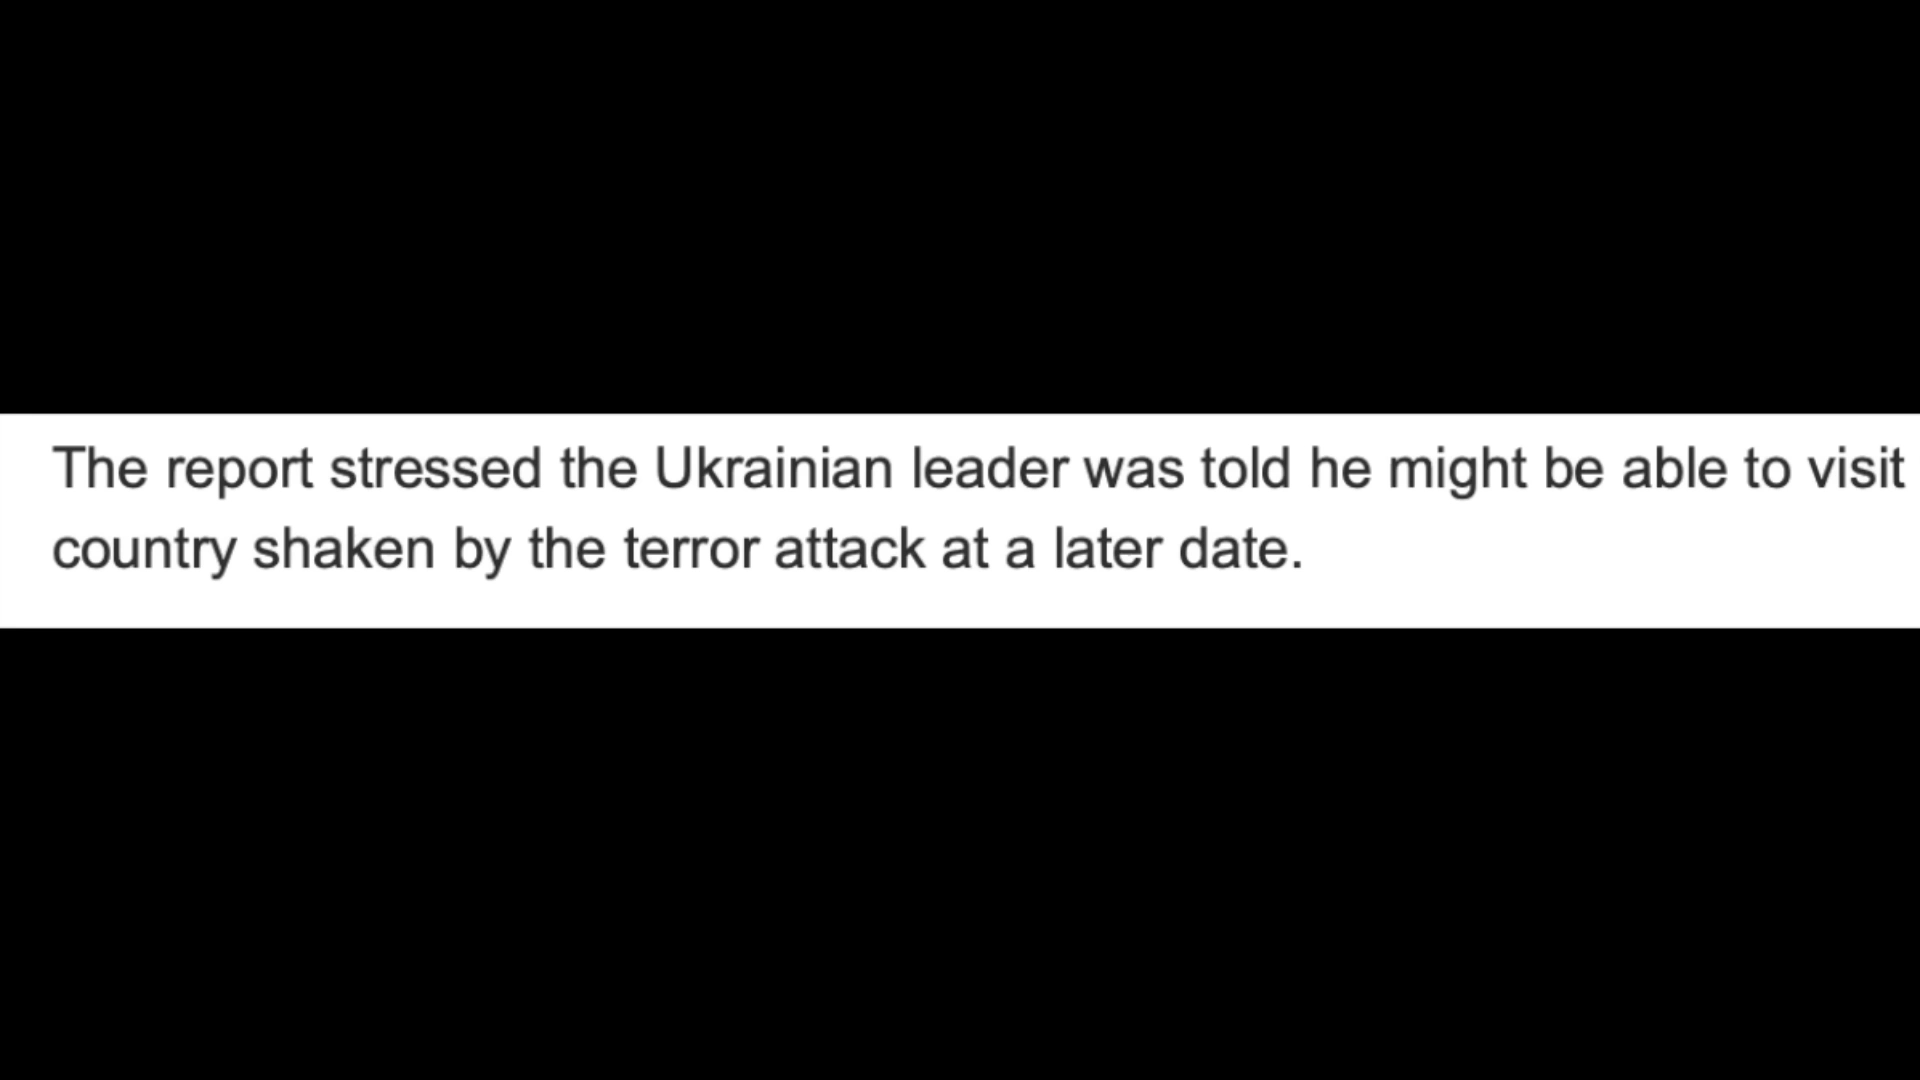 The report stressed the Ukrainian leader was told he might be able to visit
country shaken by the terror attack at a later date.